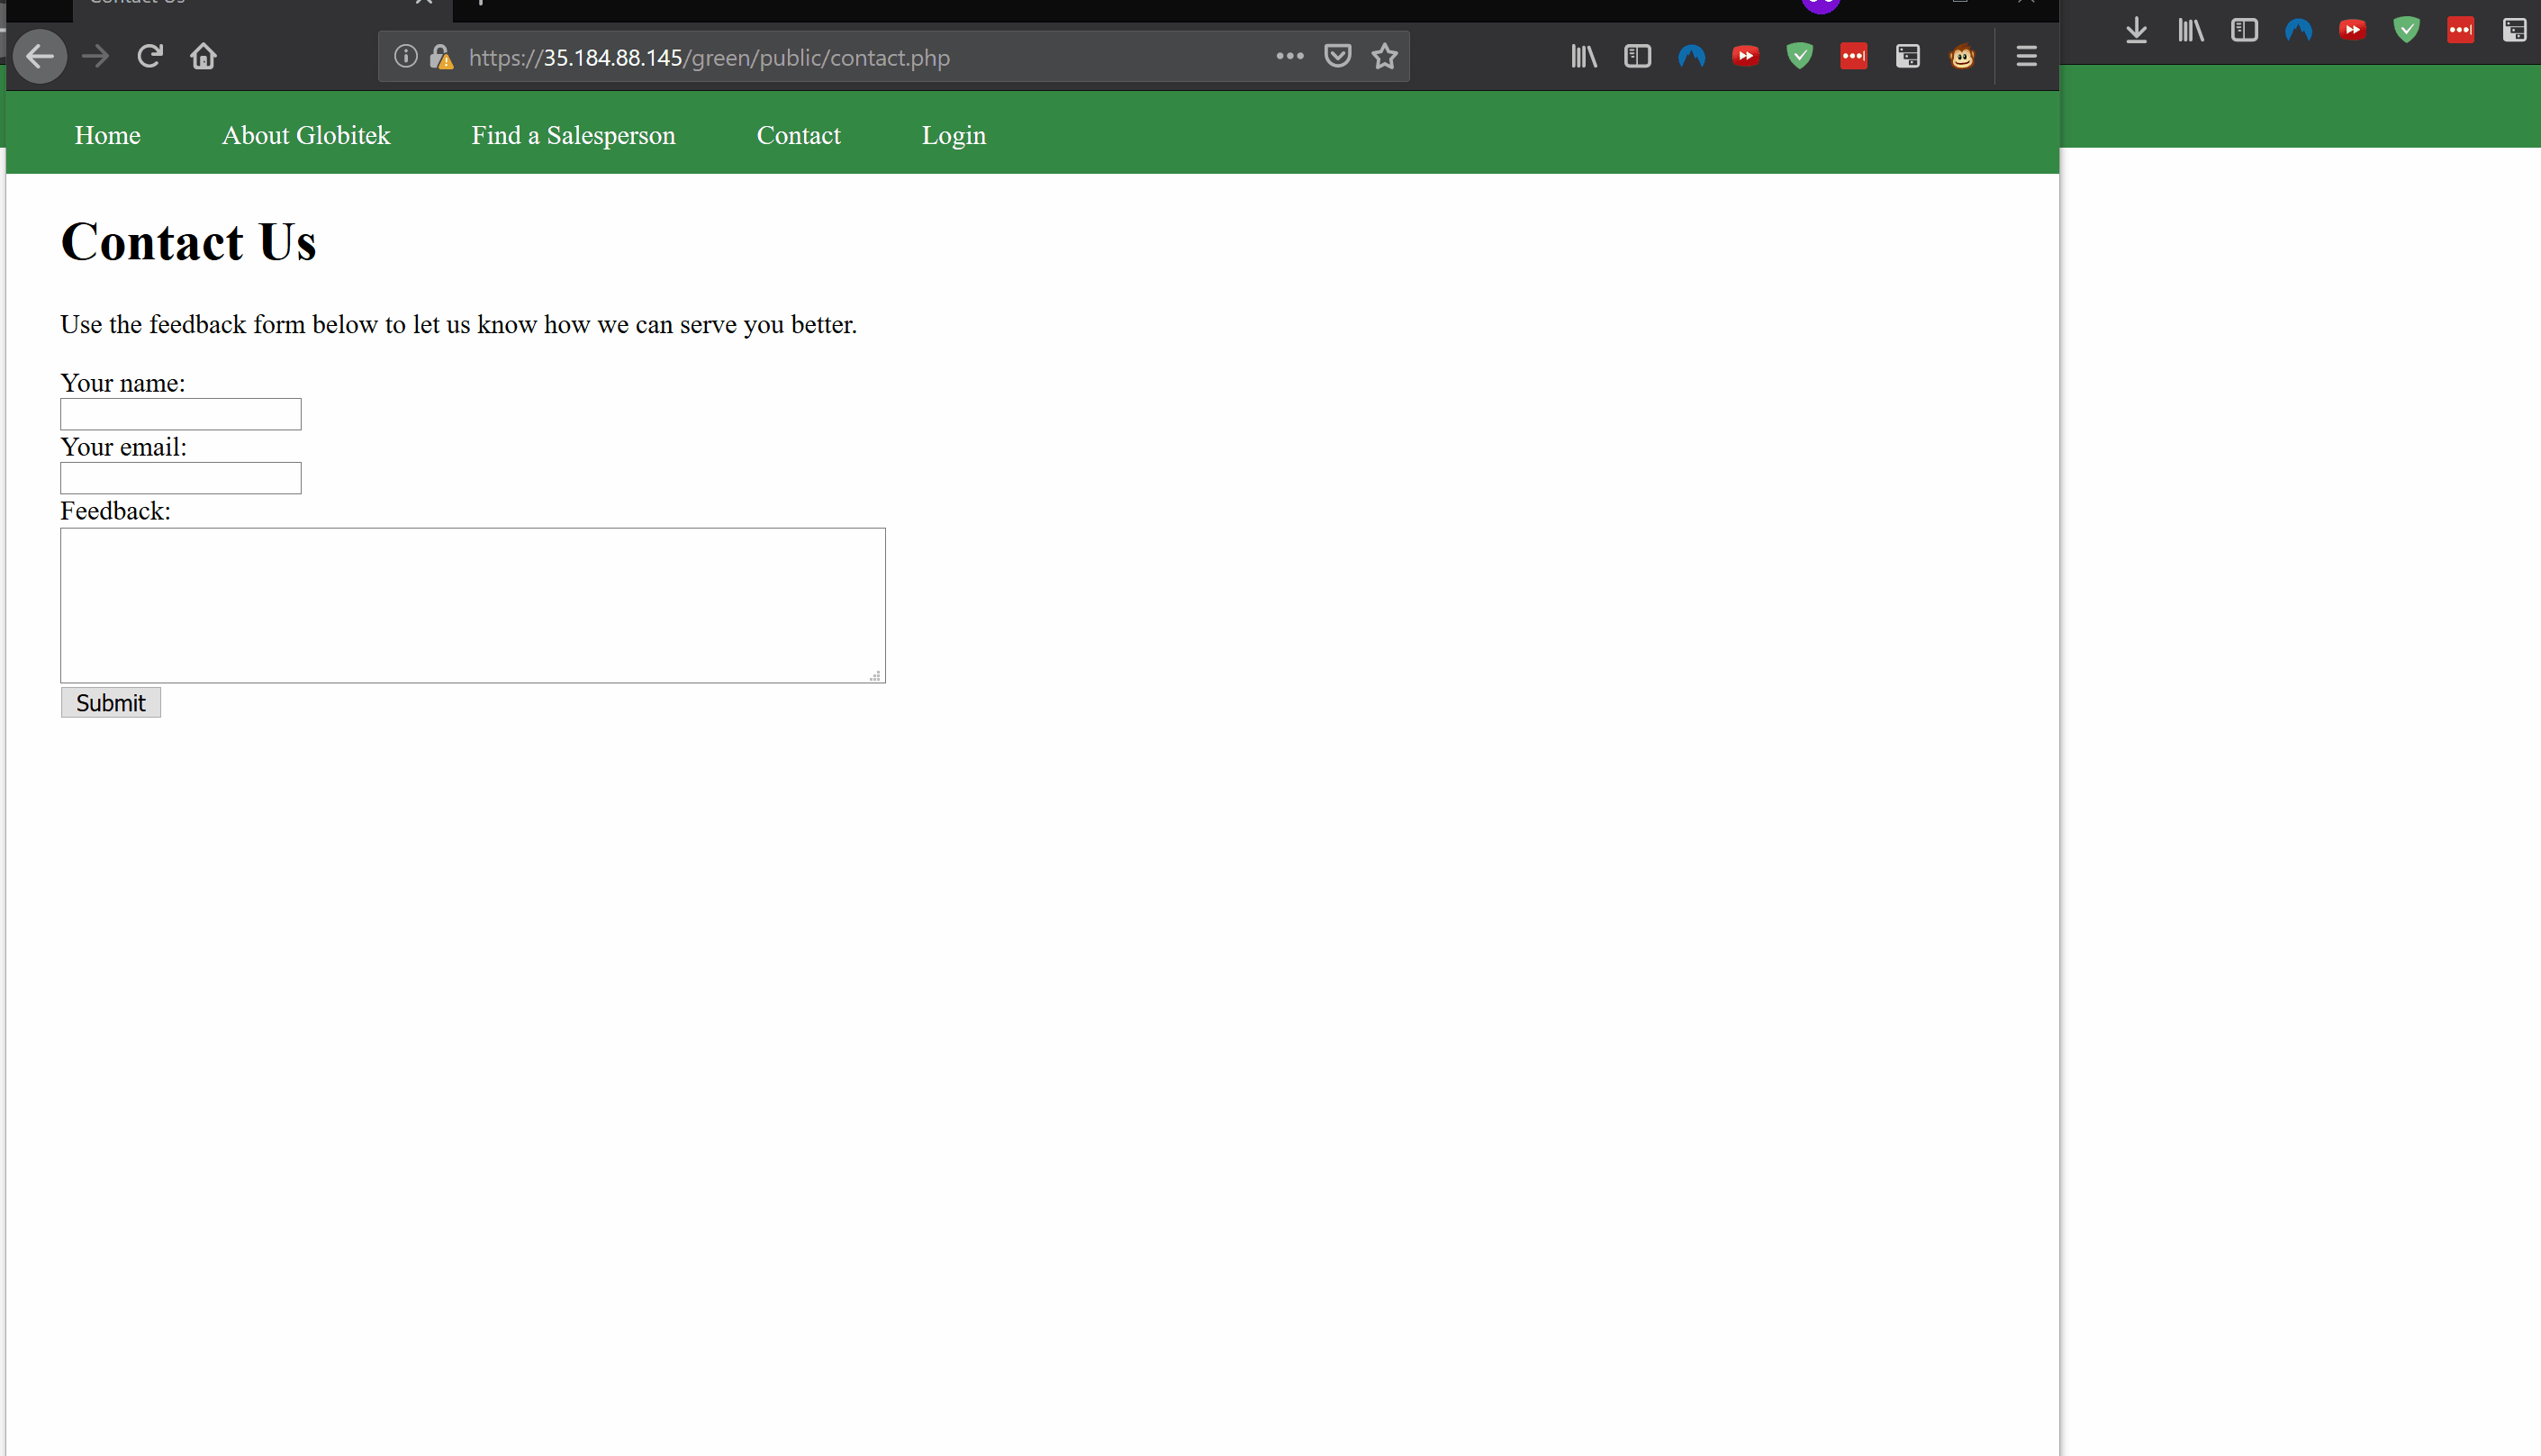 Contact Us
https://35.184.88.145/green/public/contact.php
Home About Globitek Find a Salesperson Contact Login
Contact Us
Use the feedback form below to let us know how we can serve you better.
Your name:
Your email:
Feedback:
Submit